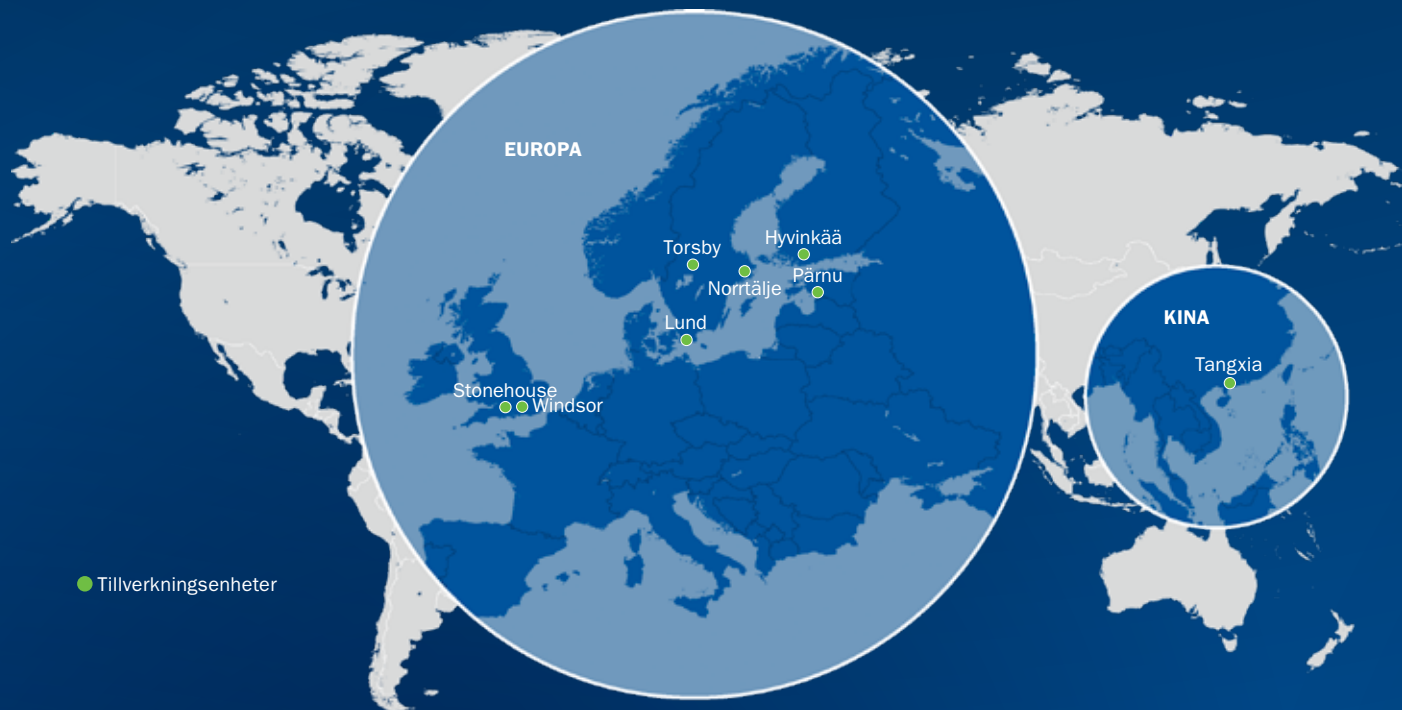 EUROPA
Torsby
Hyvinkää
Norrtälje
Pärnu
Lund
Stonehouse
Windsor
KINA
Tangxia
Tillverkningsenheter